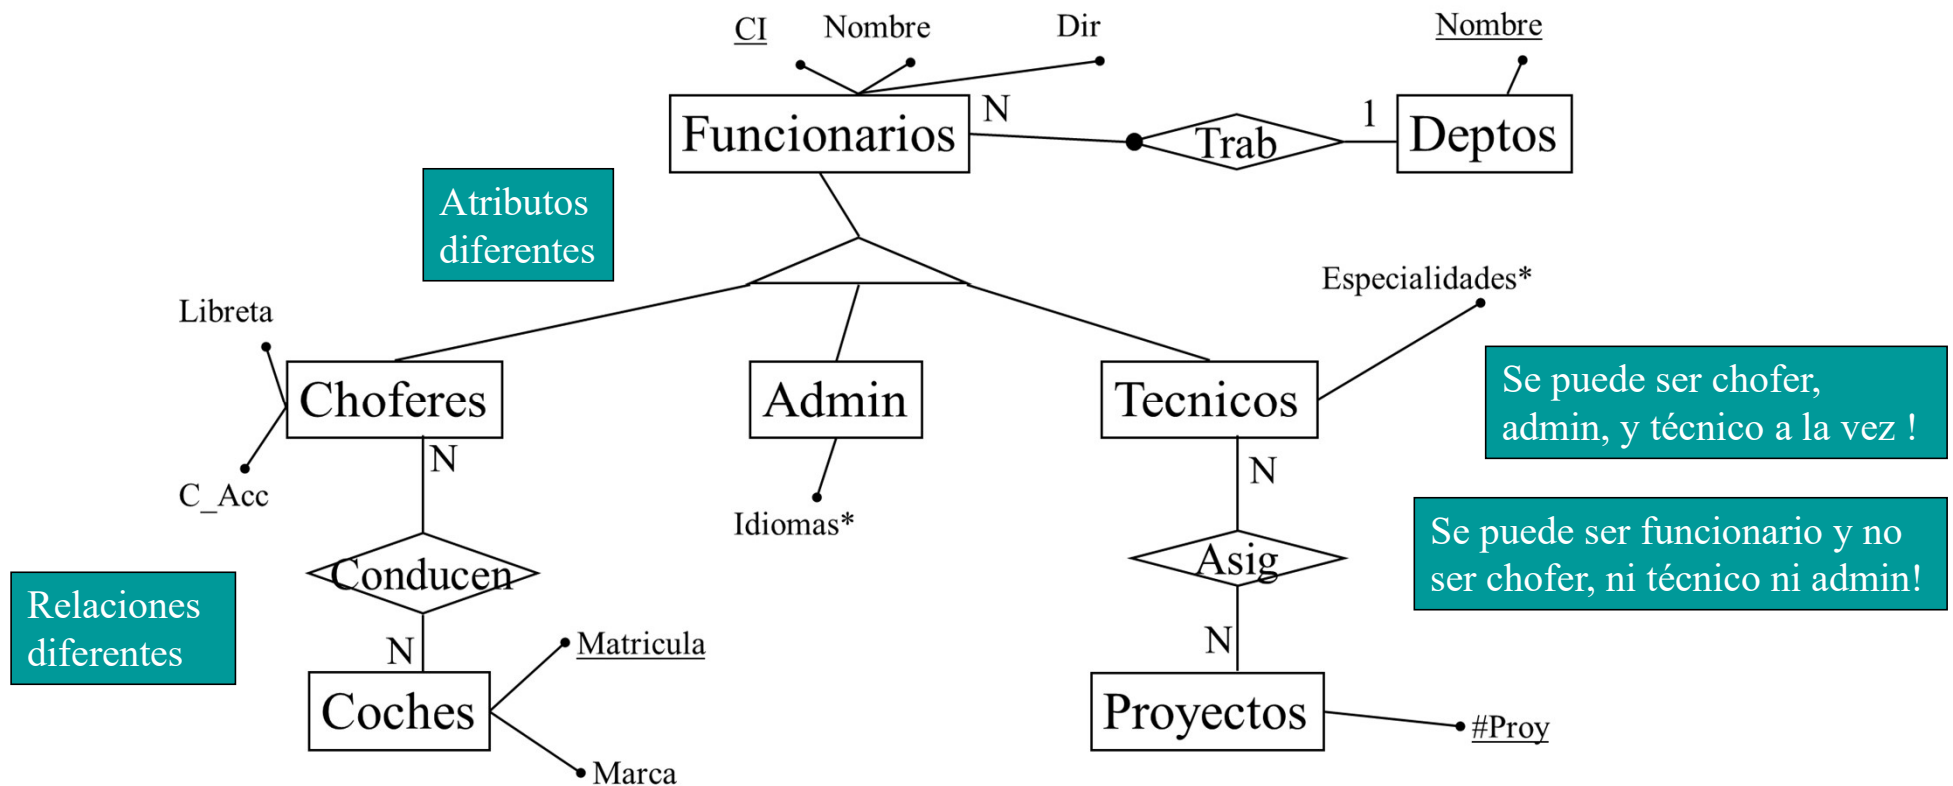 CI
Nombre
Dir
Nombre
Funcionarios
N
Trab
1
Deptos
Atributos
diferentes
Especialidades*
Libreta
Choferes
Admin
Tecnicos
Se puede ser chofer,
admin, y técnico a la vez !
N
N
C_Acc
Idiomas*
Se puede ser funcionario y no
ser chofer, ni técnico ni admin!
Conducen
Asig
Relaciones
diferentes
N
Matricula
N
Coches
Proyectos
#Proy
Marca